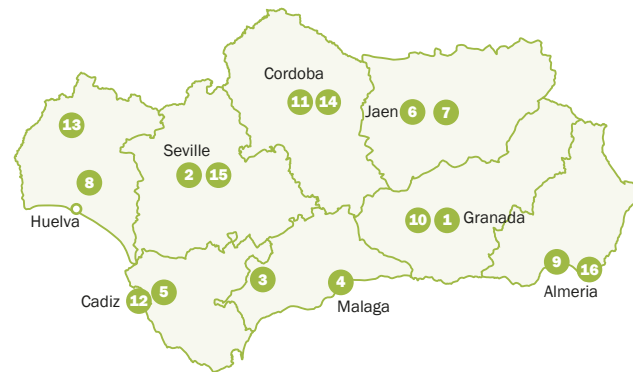 Cordoba
11 14
Jaen 6 7
13
Seville
2 15
8
Huelva
10 1 Granada
9 16
Almeria
3
4
Malaga
Cadiz 12 5